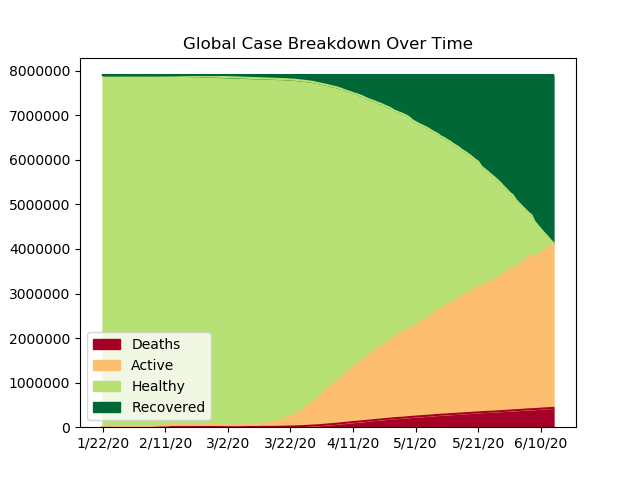 Global Case Breakdown Over Time
8000000
7000000
6000000
5000000
4000000
3000000
2000000
1000000
0
Deaths
Active
Healthy
Recovered
1/22/20 2/11/20 3/2/20 3/22/20 4/11/20 5/1/20 5/21/20 6/10/20